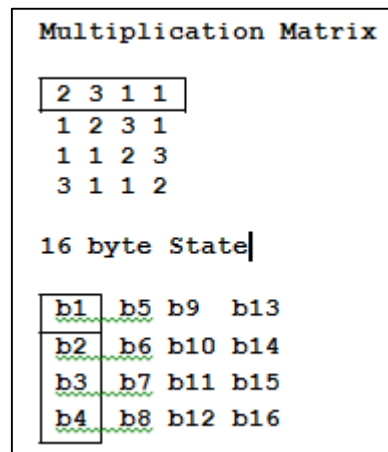 Multiplication Matrix
2 3 1 1
1 2 3 1
1 1 2 3
3 1 1 2
16 byte State
b1 b5 b9 b13
b2 b6 b10 b14
b3 b7 b11 b15
b4 b8 b12 b16